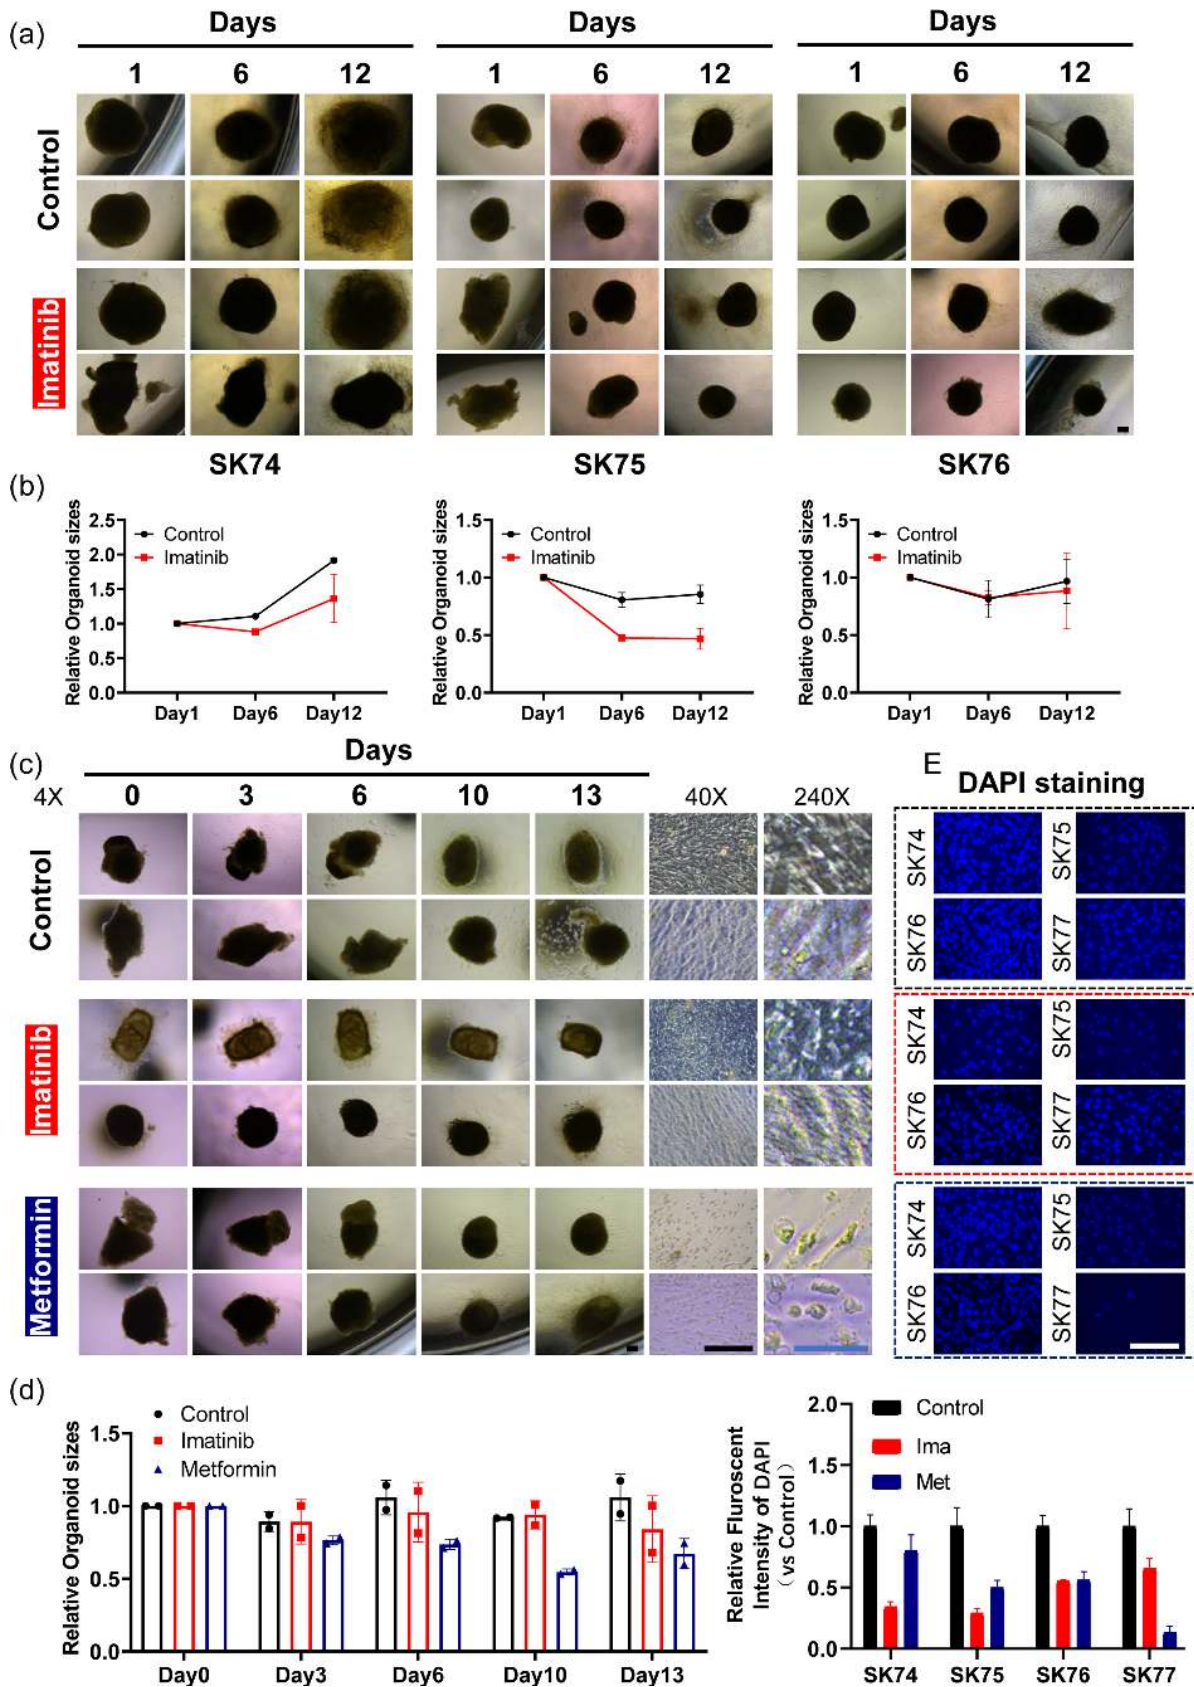 (a)
Days
Days
Days
1 6 12
1 6 12
1 6 12
Control
Imatinib
SK74
SK75
SK76
(b)
Relative Organoid sizes
2.5
2.0
1.5
1.0
0.5
0.0
Control
Imatinib
Day1 Day6 Day12
Relative Organoid sizes
1.5
1.0
0.5
0.0
Control
Imatinib
Day1 Day6 Day12
Relative Organoid sizes
1.5
1.0
0.5
0.0
Control
Imatinib
Day1 Day6 Day12
(c)
Days
4X 0 3 6 10 13 40X 240X
Control
Imatinib
Metformin
E
DAPI staining
SK74 SK75
SK76 SK77
SK74 SK75
SK76 SK77
SK74 SK75
SK76 SK77
(d)
Relative Organoid sizes
1.5
1.0
0.5
0.0
Control
Imatinib
Metformin
Day0 Day3 Day6 Day10 Day13
Relative Fluroscent
Intensity of DAPI
（vs Control）
2.0
1.5
1.0
0.5
0.0
Control
Ima
Met
SK74 SK75 SK76 SK77